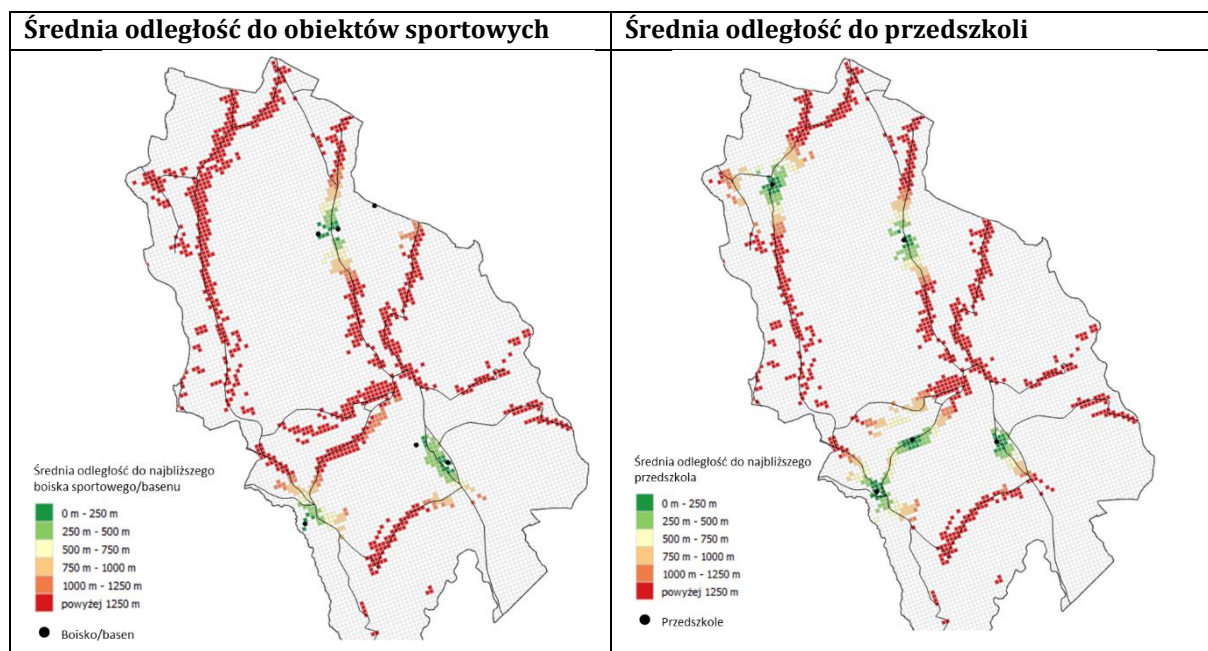 Średnia odległość do obiektów sportowych
Średnia odległość do najbliższego
boiska sportowego/basenu
0 m - 250 m
250 m - 500 m
500 m - 750 m
750 m - 1000 m
1000 m - 1250 m
powyżej 1250 m
Boisko/basen
Średnia odległość do przedszkoli
Średnia odległość do najbliższego
przedszkola
0 m - 250 m
250 m - 500 m
500 m - 750 m
750 m - 1000 m
1000 m - 1250 m
powyżej 1250 m
Przedszkole